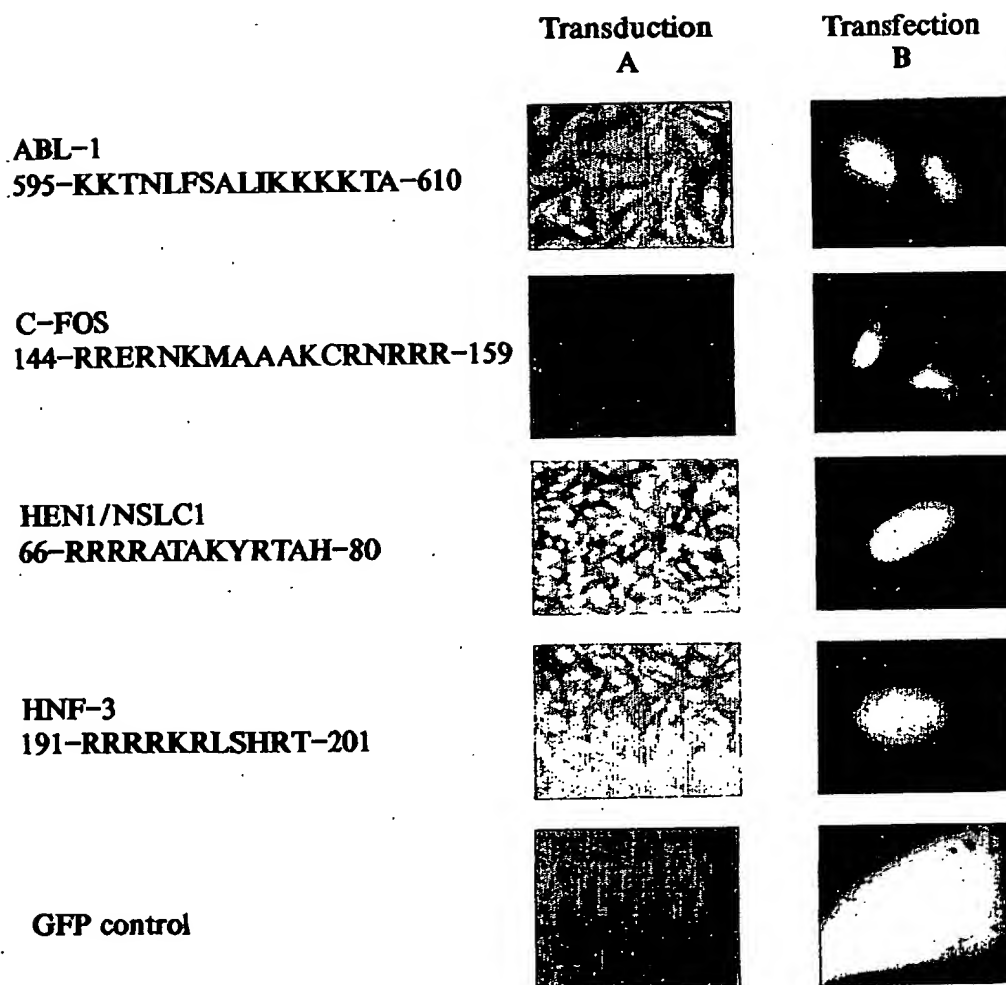 Transduction
A
Transfection
B
ABL-1
595-KKTNLFSALIKKKKTA-610
C-FOS
144-RRERNKMAAAKCRNRRR-159
HEN1/NSLC1
66-RRRRATAKYRTAH-80
HNF-3
191-RRRRKRLSHRT-201
GFP control